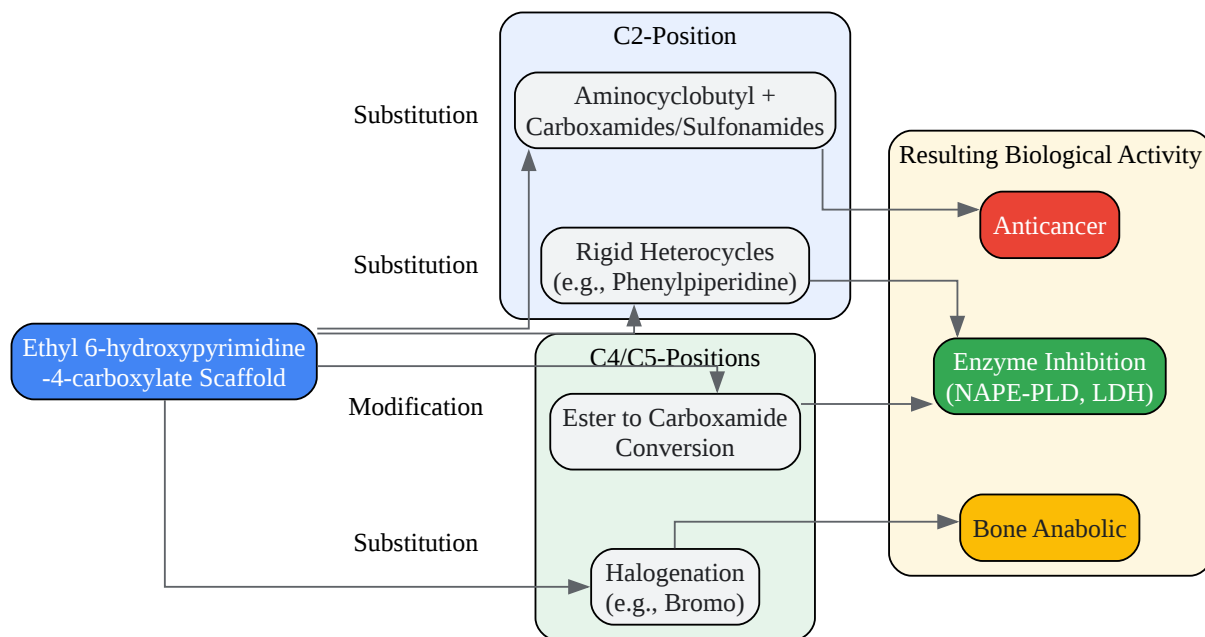 C2-Position
Substitution
Aminocyclobutyl +
Carboxamides/Sulfonamides
Substitution
Rigid Heterocycles
(e.g., Phenylpiperidine)
Ethyl 6-hydroxypyrimidine
-4-carboxylate Scaffold
C4/C5-Positions
Modification
Ester to Carboxamide
Conversion
Substitution
Halogenation
(e.g., Bromo)
Resulting Biological Activity
Anticancer
Enzyme Inhibition
(NAPE-PLD, LDH)
Bone Anabolic